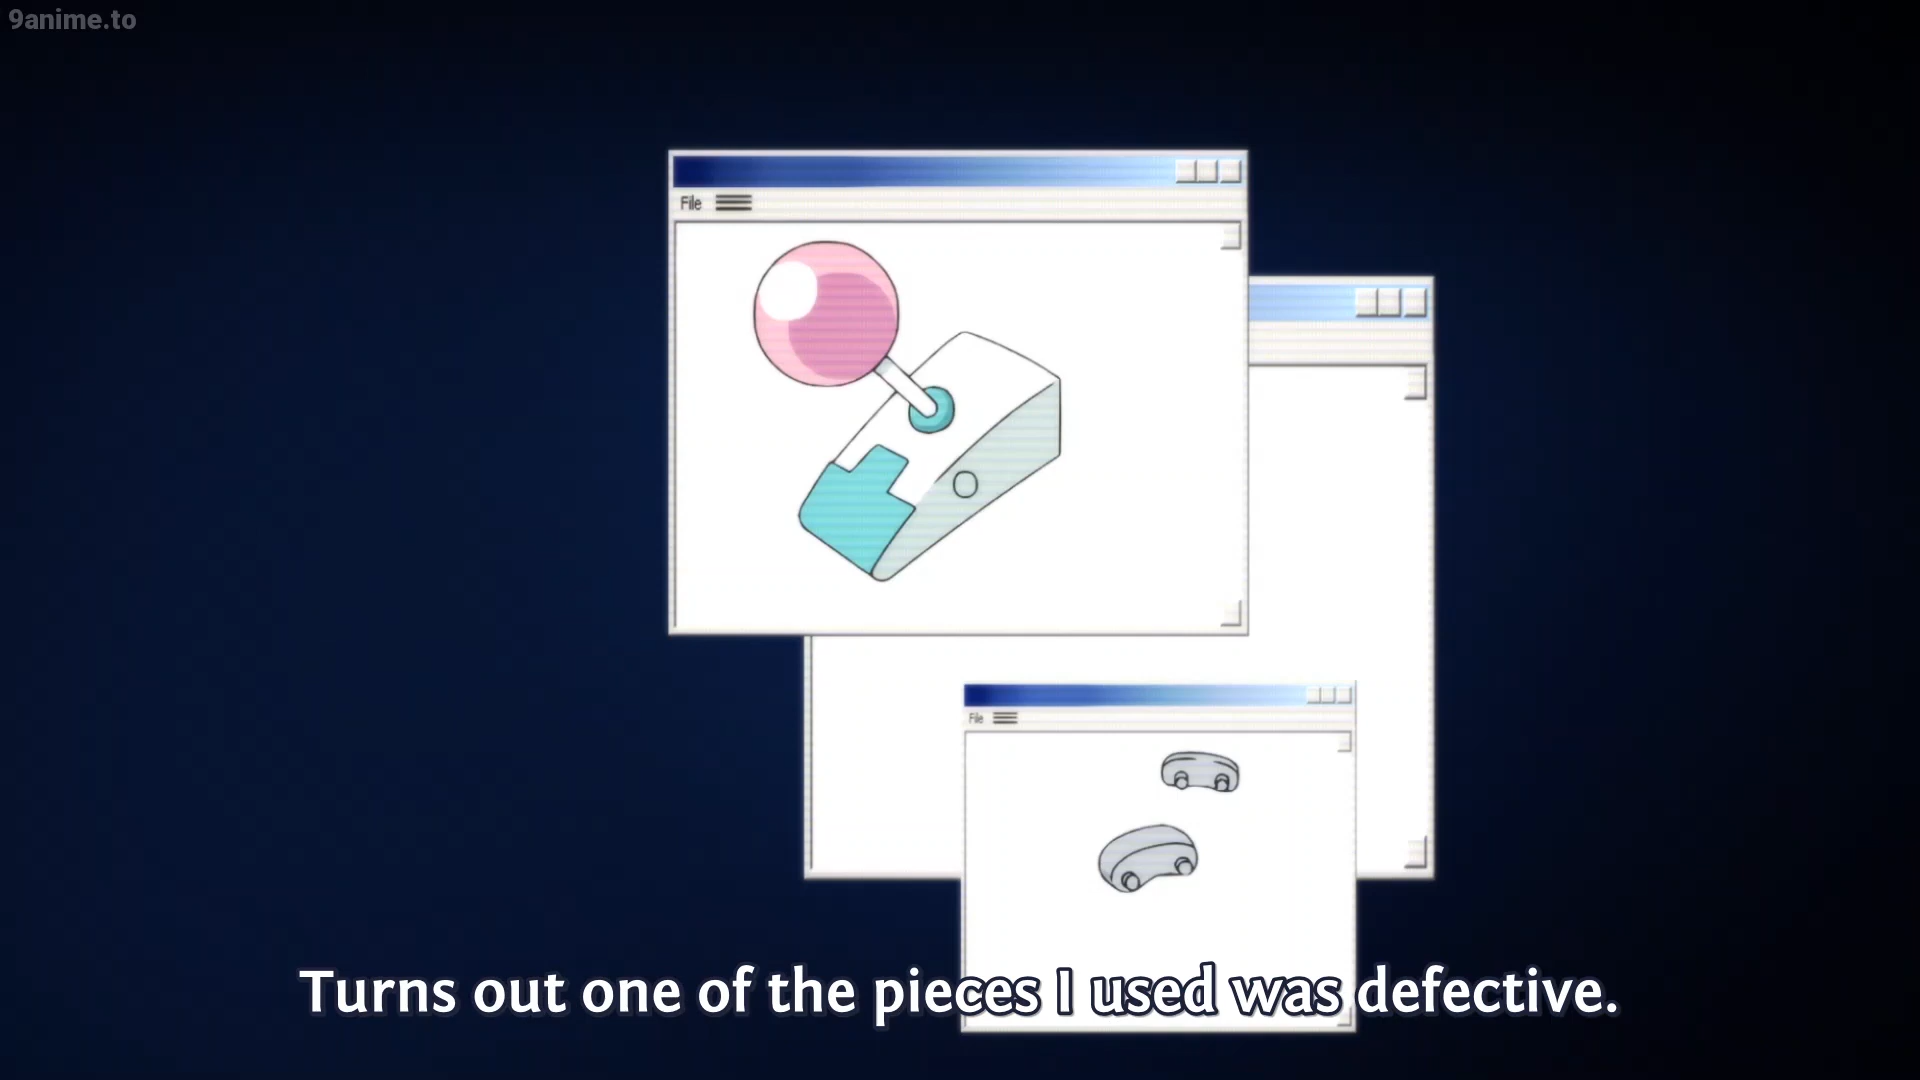 9anime.to
File
File
Turns out one of the pieces I used was defective.